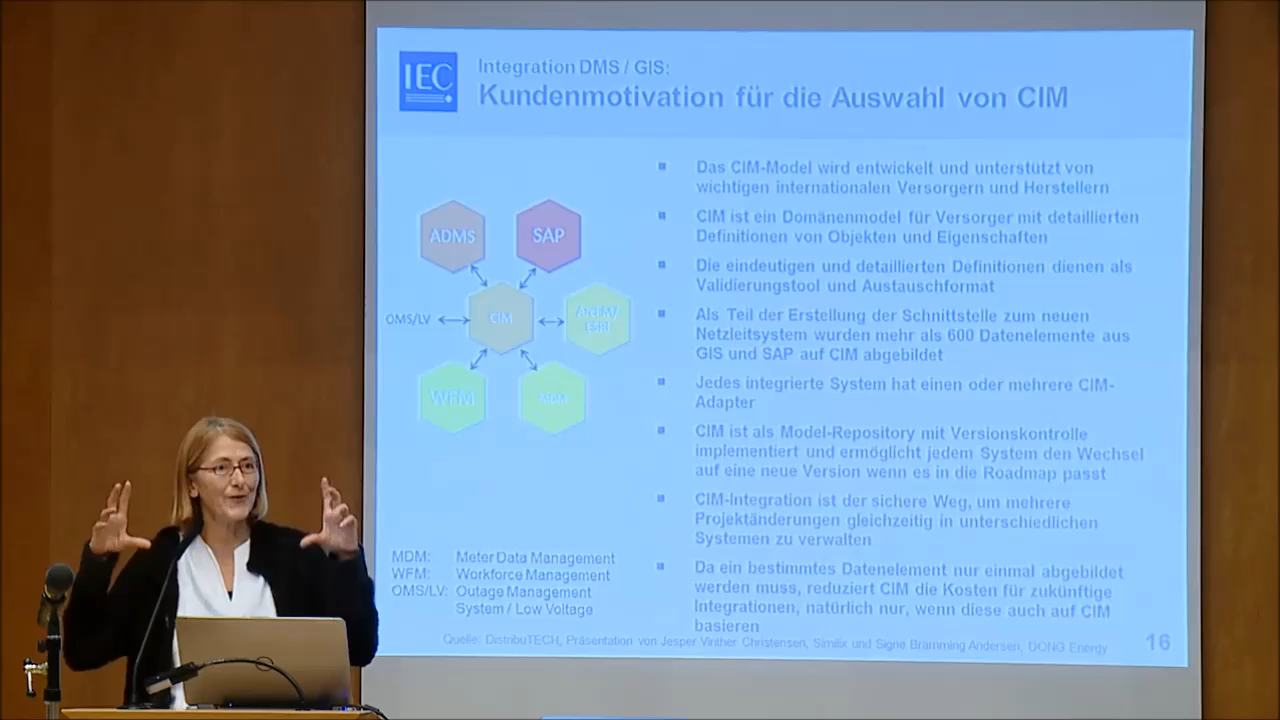 IEC
Integration DMS / GIS:
Kundenmotivation für die Auswahl von CIM
Das CIM-Model wird entwickelt und unterstützt von
wichtigen internationalen Versorgern und Herstellern
CIM ist ein Domänenmodel für Versorger mit detaillierten
Definitionen von Objekten und Eigenschaften
Die eindeutigen und detaillierten Definitionen dienen als
Validierungstool und Austauschformat
Als Teil der Erstellung der Schnittstelle zum neuen
Netzleitsystem wurden mehr als 600 Datenelemente aus
GIS und SAP auf CIM abgebildet
Jedes integrierte System hat einen oder mehrere CIM-
Adapter
CIM ist als Model-Repository mit Versionskontrolle
implementiert und ermöglicht jedem System den Wechsel
auf eine neue Version wenn es in die Roadmap passt
CIM-Integration ist der sichere Weg, um mehrere
Projektänderungen gleichzeitig in unterschiedlichen
Systemen zu verwalten
Da ein bestimmtes Datenelement nur einmal abgebildet
werden muss, reduziert CIM die Kosten für zukünftige
Integrationen, natürlich nur, wenn diese auch auf CIM
basieren
ADMS
SAP
OMS/LV
CIM
WFM
MDM
MDM: Meter Data Management
WFM: Workforce Management
OMS/LV: Outage Management
System / Low Voltage
Quelle: DistribuTECH, Präsentation von Jesper Vinther Christensen, Similix und Signe Bramming Andersen, DONG Energy
16